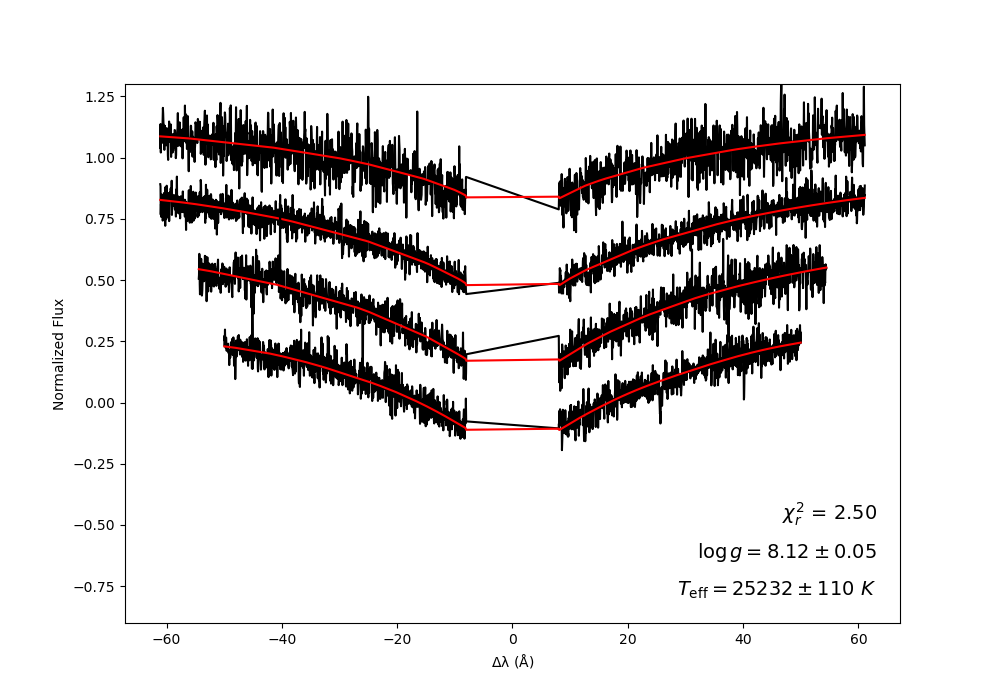 1.25
1.00
0.75
0.50
0.25
0.00
−0.25
−0.50
−0.75
Normalized Flux
−60 −40 −20 0 20 40 60
Δλ (Å)
χ²ᵣ = 2.50
log g = 8.12 ± 0.05
T_eff = 25232 ± 110 K